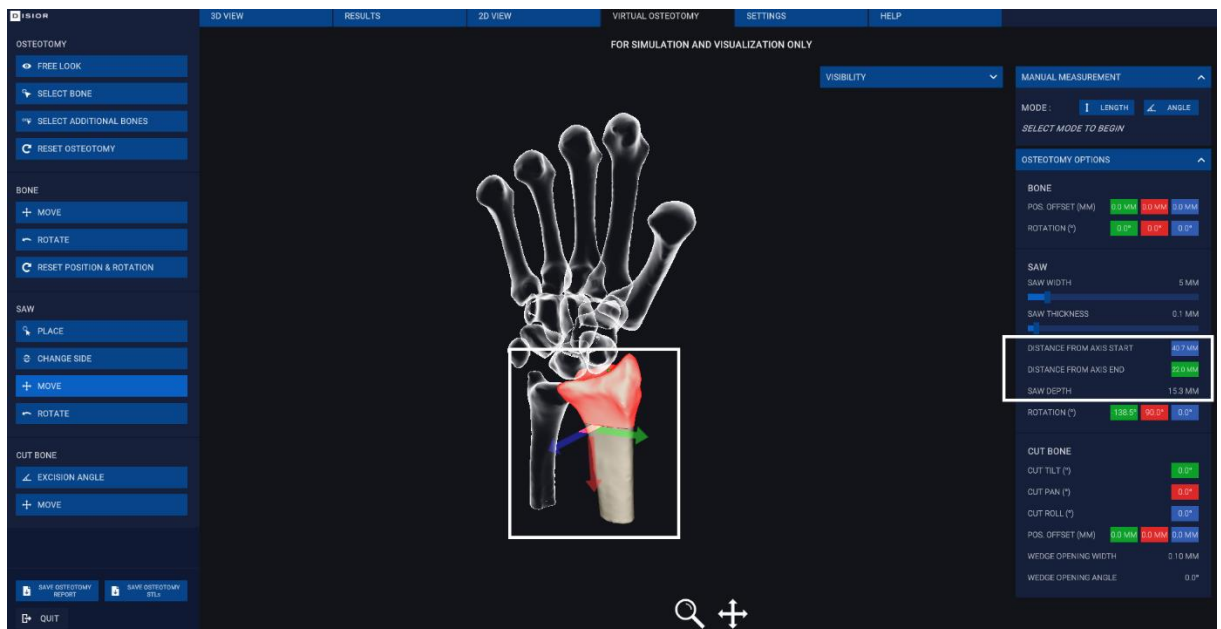 DISIOR
3D VIEW
RESULTS
2D VIEW
VIRTUAL OSTEOTOMY
SETTINGS
HELP
FOR SIMULATION AND VISUALIZATION ONLY
OSTEOTOMY
FREE LOOK
SELECT BONE
SELECT ADDITIONAL BONES
RESET OSTEOTOMY
BONE
MOVE
ROTATE
RESET POSITION & ROTATION
SAW
PLACE
CHANGE SIDE
MOVE
ROTATE
CUT BONE
EXCISION ANGLE
MOVE
SAVE OSTEOTOMY
REPORT
SAVE OSTEOTOMY
STLs
QUIT
VISIBILITY
MANUAL MEASUREMENT
MODE : LENGTH ANGLE
SELECT MODE TO BEGIN
OSTEOTOMY OPTIONS
BONE
POS. OFFSET (MM) 0.0 MM 0.0 MM 0.0 MM
ROTATION (°) 0.0° 0.0° 0.0°
SAW
SAW WIDTH 5 MM
SAW THICKNESS 0.1 MM
DISTANCE FROM AXIS START 40.7 MM
DISTANCE FROM AXIS END 22.0 MM
SAW DEPTH 15.3 MM
ROTATION (°) 138.5° 90.0° 0.0°
CUT BONE
CUT TILT (°) 0.0°
CUT PAN (°) 0.0°
CUT ROLL (°) 0.0°
POS. OFFSET (MM) 0.0 MM 0.0 MM 0.0 MM
WEDGE OPENING WIDTH 0.10 MM
WEDGE OPENING ANGLE 0.0°